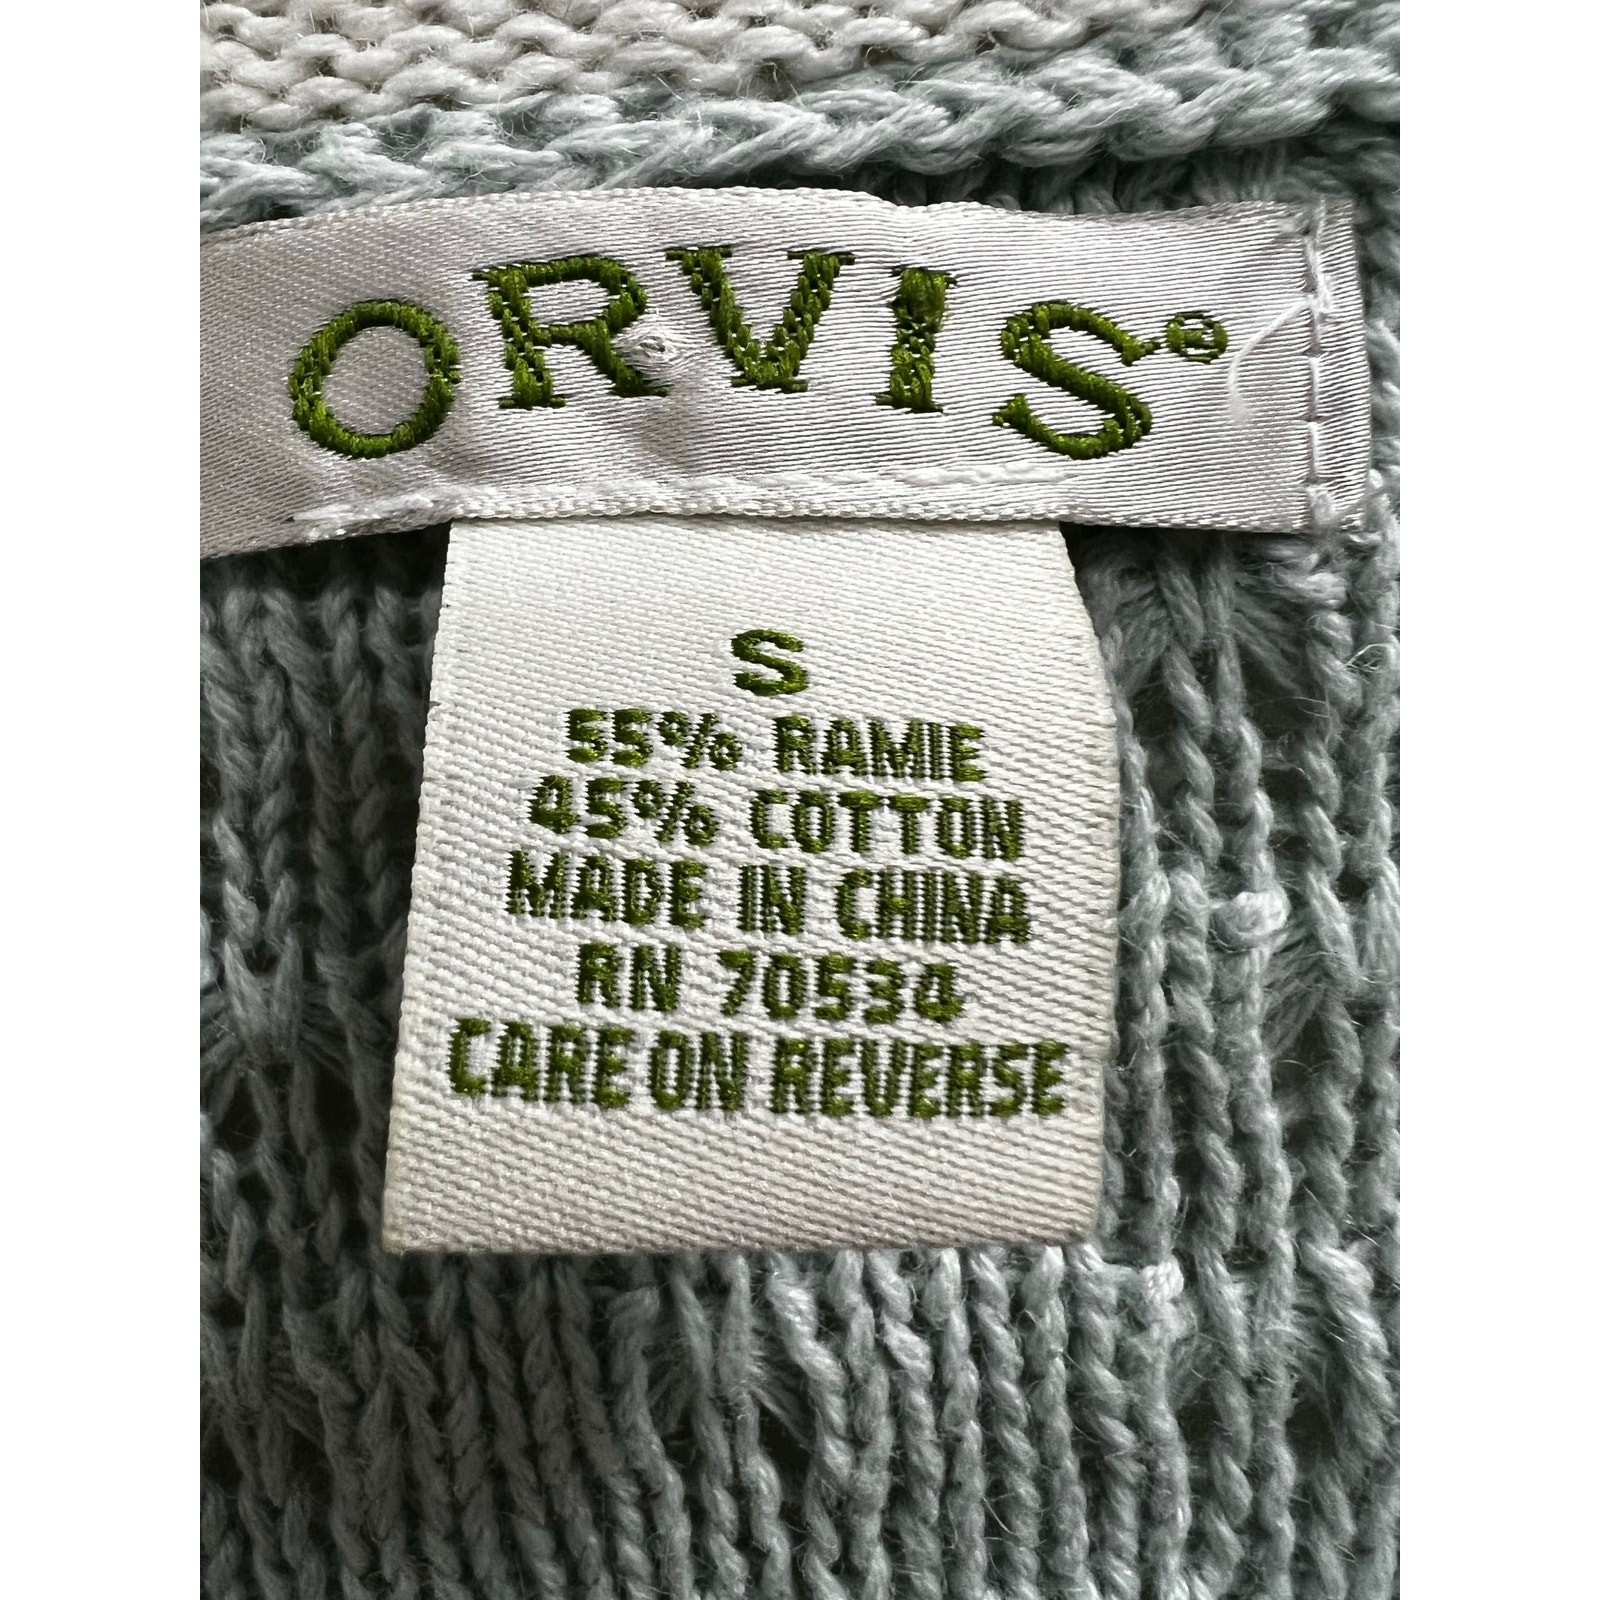 ORVIS®
S
55% RAMIE
45% COTTON
MADE IN CHINA
RN 70534
CARE ON REVERSE